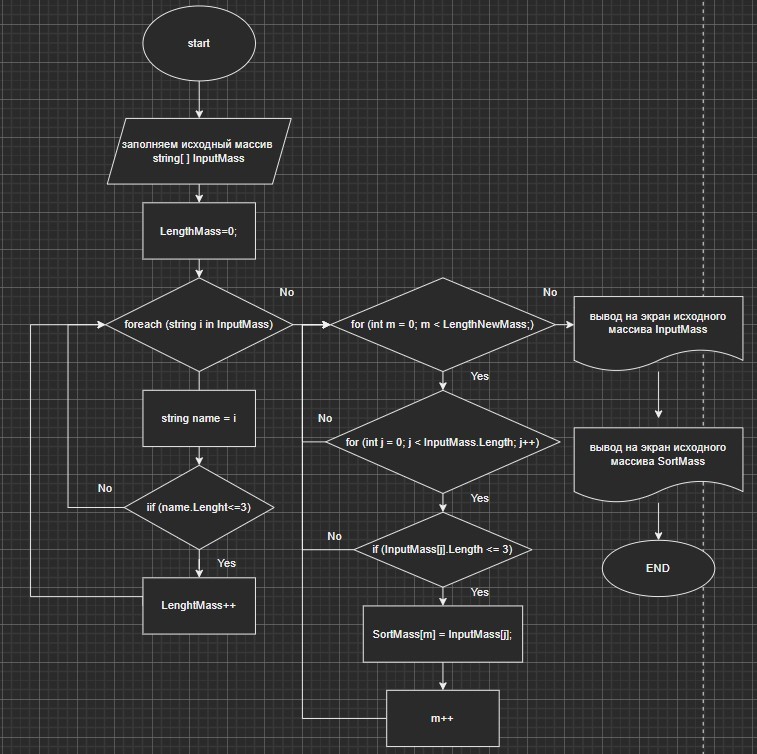 start
заполняем исходный массив
string[ ] InputMass
LengthMass=0;
No
foreach (string i in InputMass)
string name = i
No
iif (name.Lenght<=3)
Yes
LenghtMass++
for (int m = 0; m < LengthNewMass;)
No
Yes
No
for (int j = 0; j < InputMass.Length; j++)
Yes
No
if (InputMass[j].Length <= 3)
Yes
SortMass[m] = InputMass[j];
m++
вывод на экран исходного
массива InputMass
вывод на экран исходного
массива SortMass
END